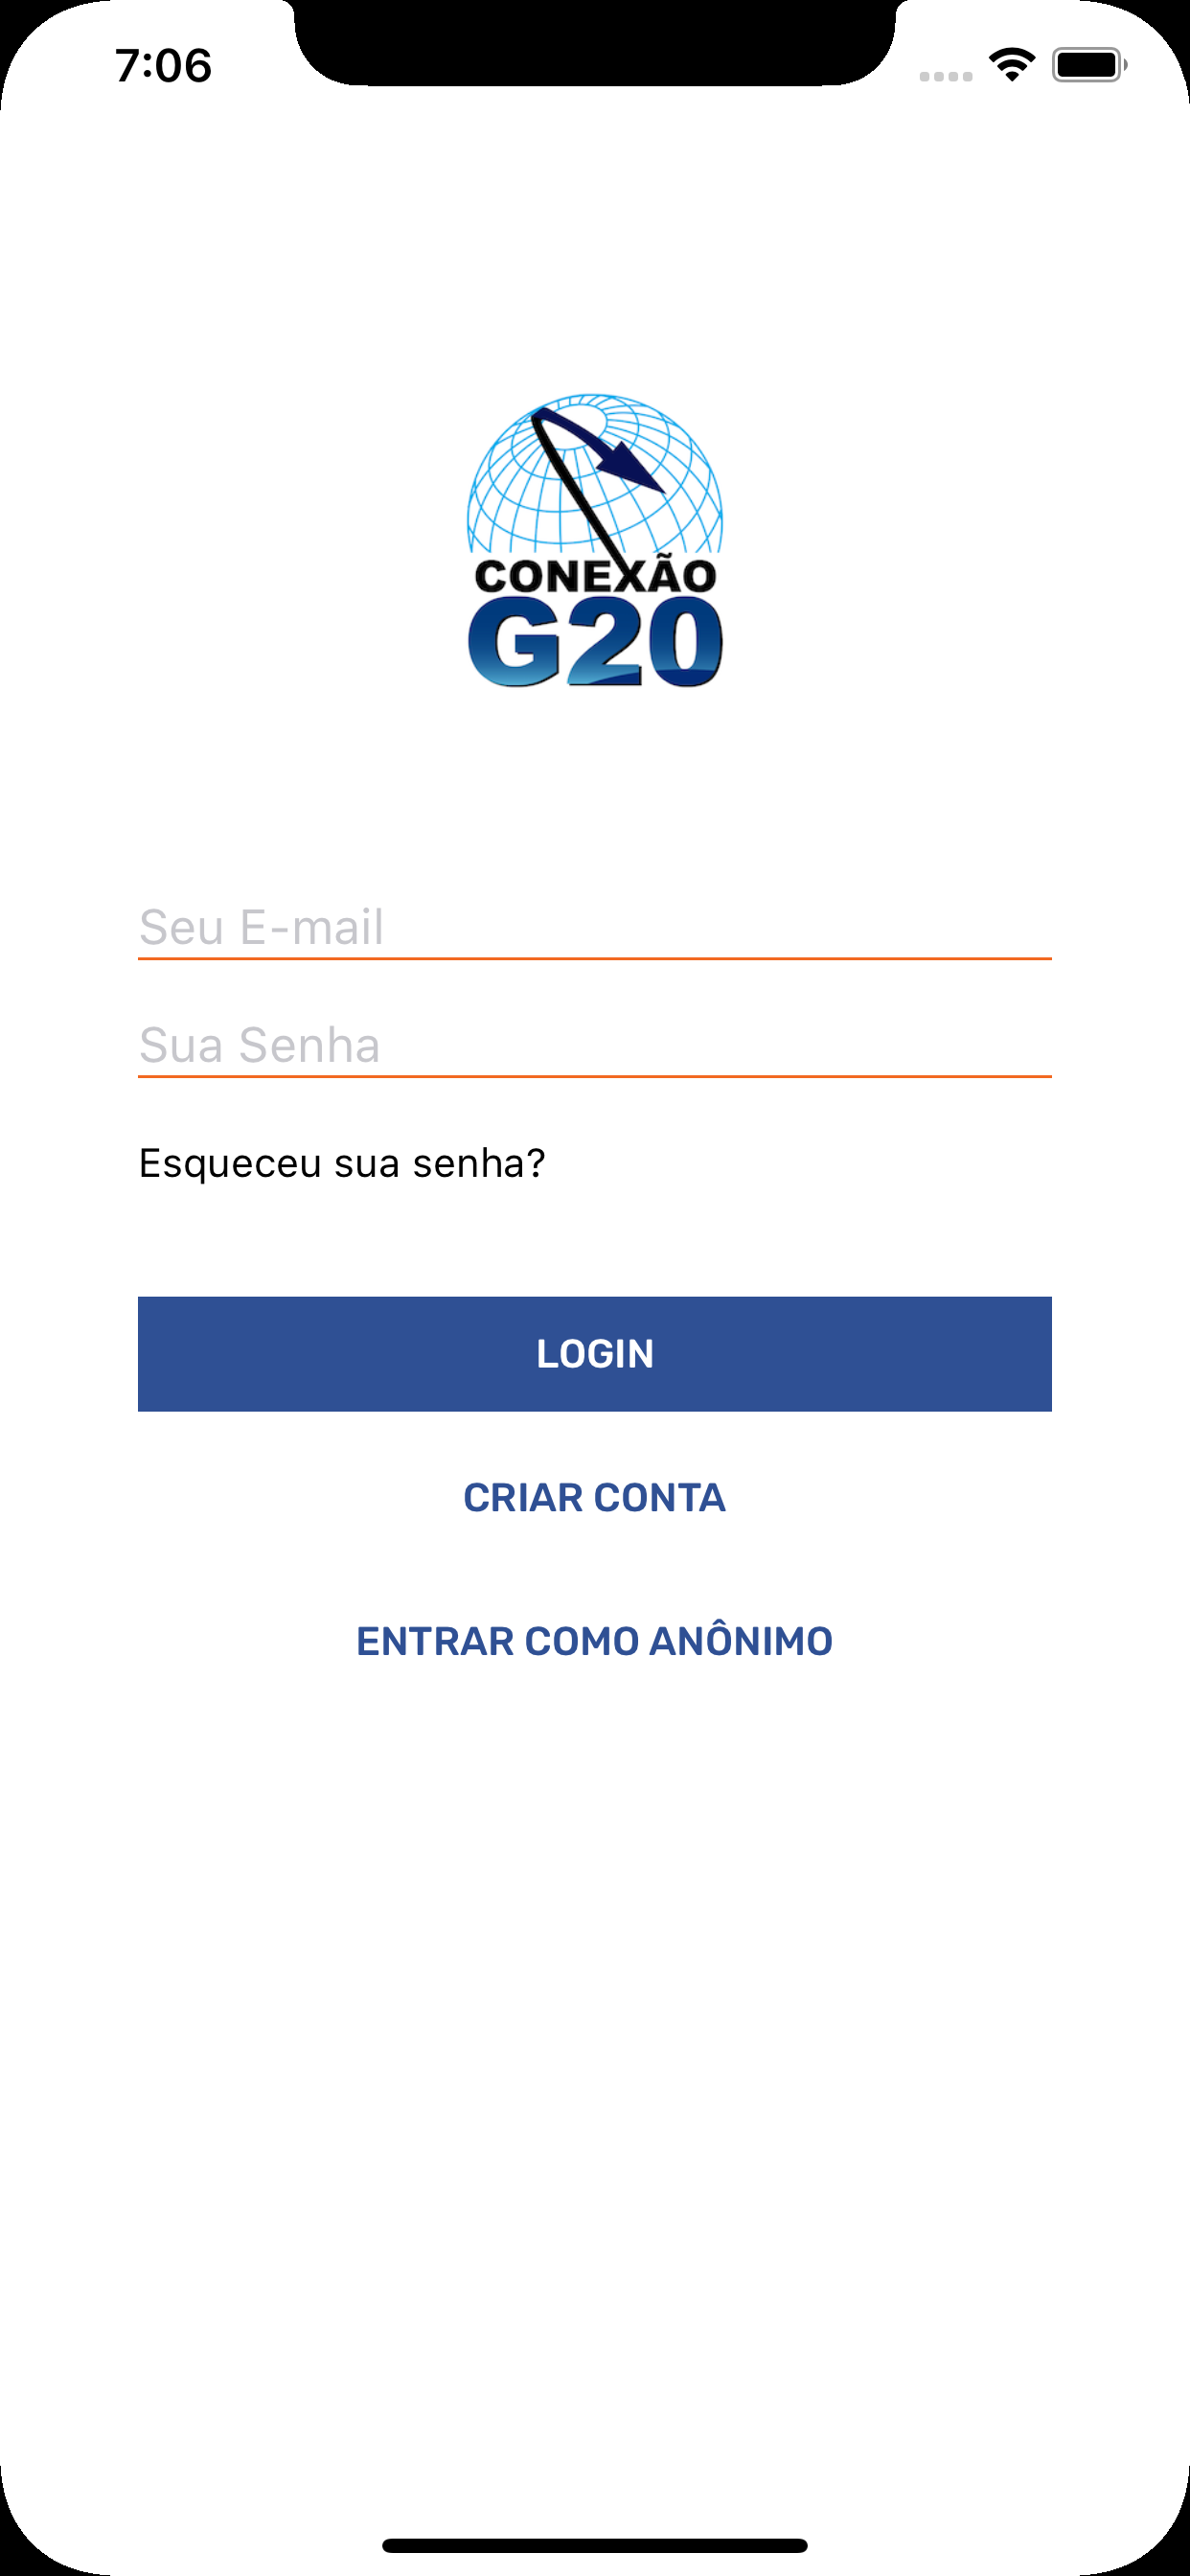 7:06
CONEXÃO
G20
Seu E-mail
Sua Senha
Esqueceu sua senha?
LOGIN
CRIAR CONTA
ENTRAR COMO ANÔNIMO